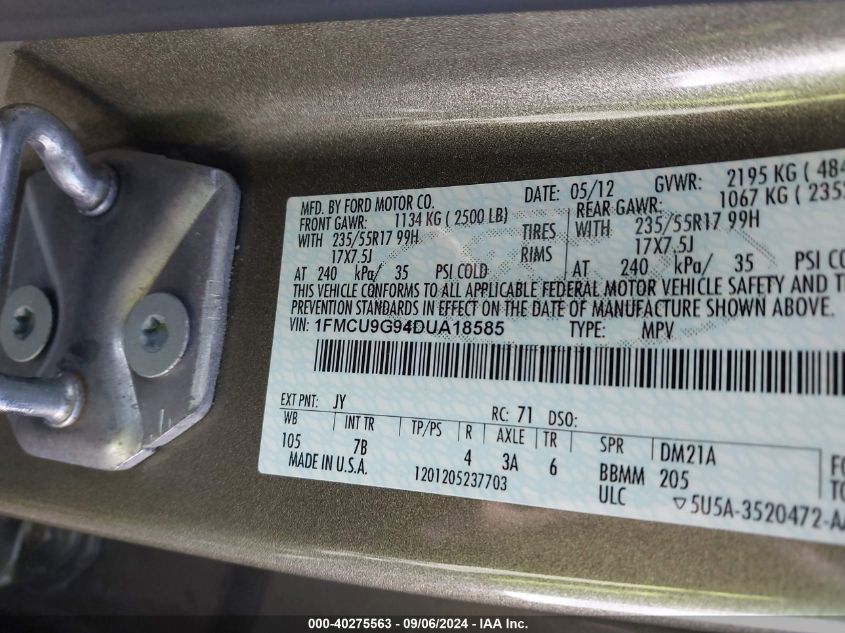 MFD. BY FORD MOTOR CO. DATE: 05/12 GVWR: 2195 KG ( 484
FRONT GAWR: 1134 KG ( 2500 LB) REAR GAWR: 1067 KG ( 235
WITH 235/55R17 99H TIRES WITH 235/55R17 99H
17X7.5J RIMS 17X7.5J
AT 240 kPa/ 35 PSI COLD AT 240 kPa/ 35 PSI CO
THIS VEHICLE CONFORMS TO ALL APPLICABLE FEDERAL MOTOR VEHICLE SAFETY AND T
PREVENTION STANDARDS IN EFFECT ON THE DATE OF MANUFACTURE SHOWN ABOVE.
VIN: 1FMCU9G94DUA18585 TYPE: MPV
EXT PNT: JY RC: 71 DSO:
WB INT TR TP/PS R AXLE TR SPR DM21A
105 7B 4 3A 6 BBMM 205 FO
MADE IN U.S.A. 1201205237703 ULC 5U5A-3520472-A TO
000-40275563 - 09/06/2024 - IAA Inc.